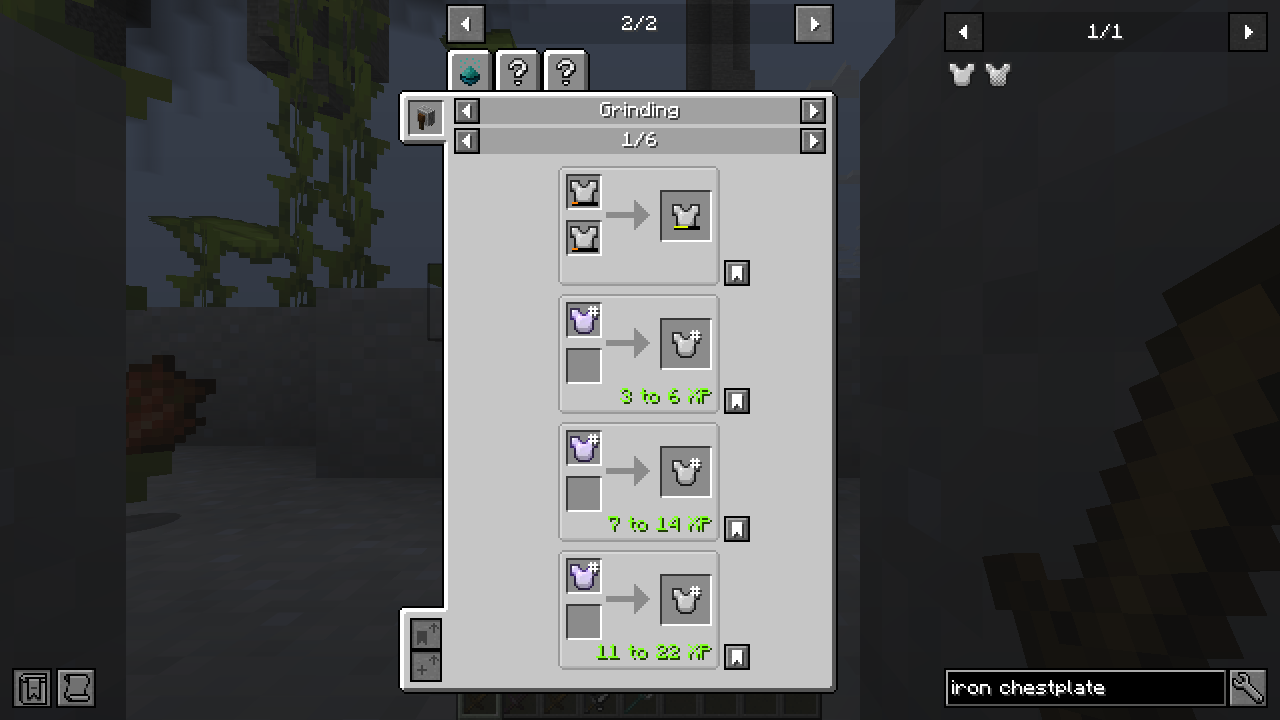 2/2
1/1
Grinding
1/6
3 to 6 XP
7 to 14 XP
11 to 22 XP
iron chestplate